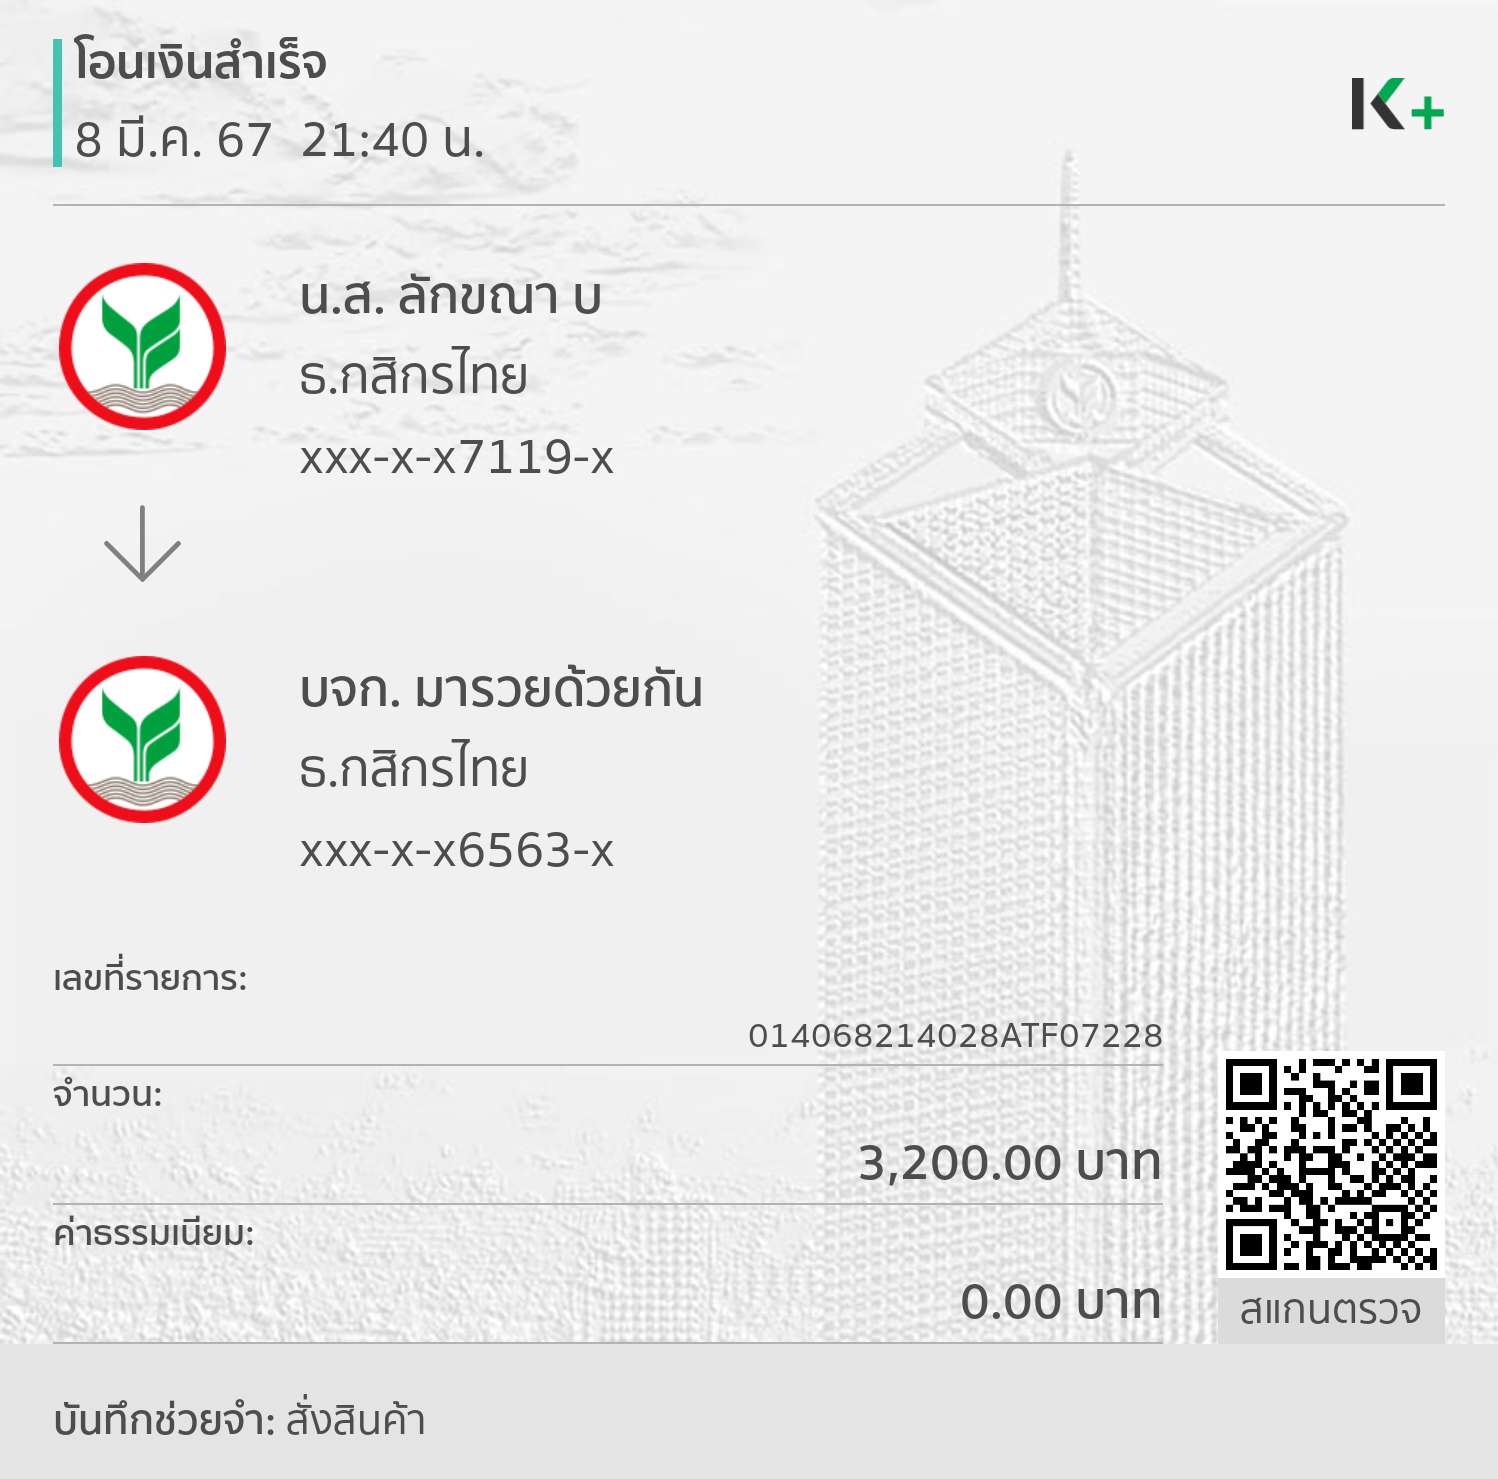 โอนเงินสำเร็จ
8 มี.ค. 67 21:40 น.
K+
น.ส. ลักขณา บ
ธ.กสิกรไทย
xxx-x-x7119-x
บจก. มารวยด้วยกัน
ธ.กสิกรไทย
xxx-x-x6563-x
เลขที่รายการ:
014068214028ATF07228
จำนวน:
3,200.00 บาท
ค่าธรรมเนียม:
0.00 บาท
สแกนตรวจ
บันทึกช่วยจำ: สั่งสินค้า